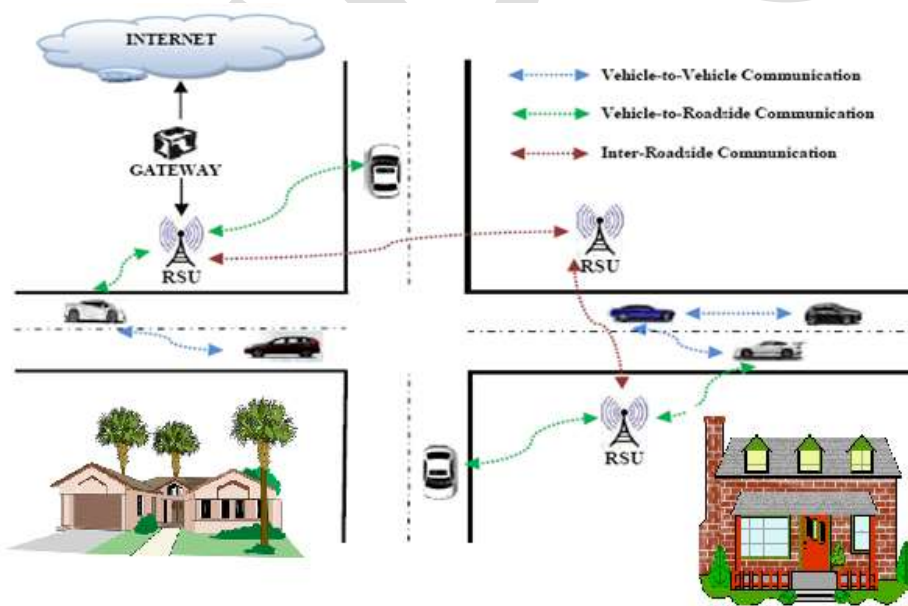 INTERNET
Vehicle-to-Vehicle Communication
Vehicle-to-Roadside Communication
Inter-Roadside Communication
GATEWAY
RSU
RSU
RSU